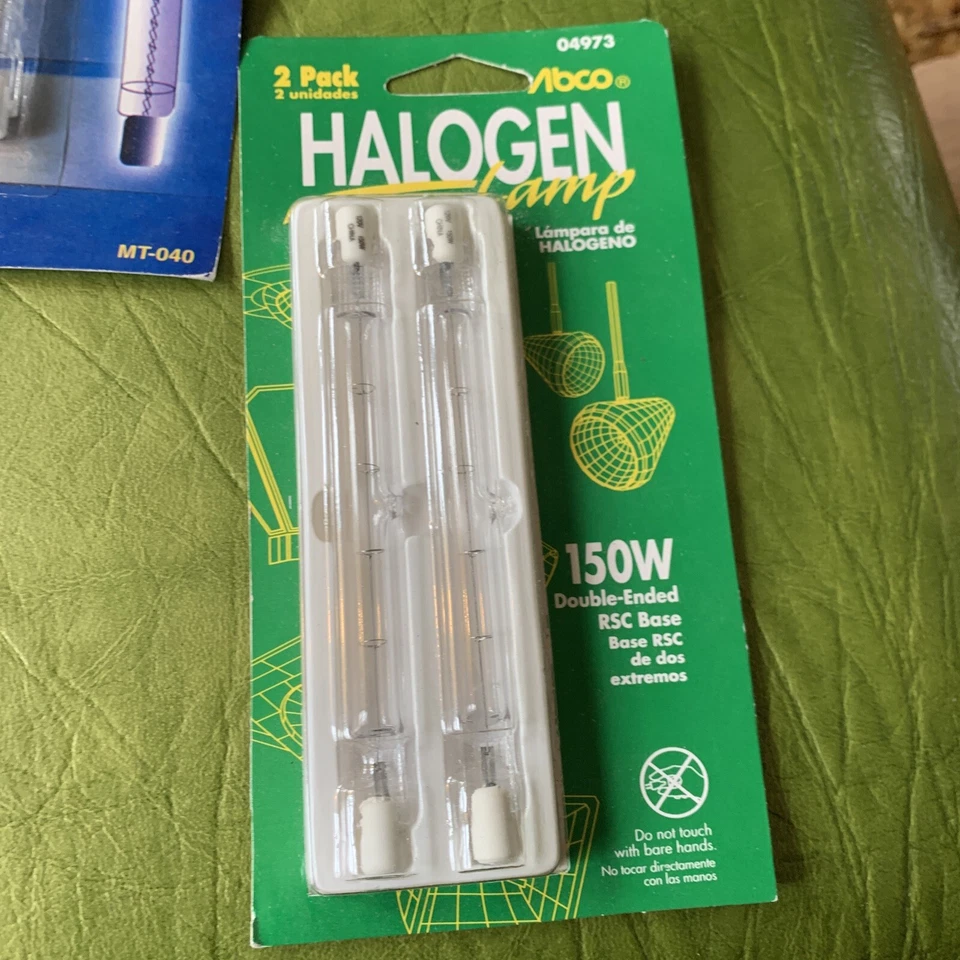 MT-040
04973
2 Pack
2 unidades
Abco®
HALOGEN
Lamp
Lámpara de
HALOGENO
150W
Double-Ended
RSC Base
Base RSC
de dos
extremos
Do not touch
with bare hands.
No tocar directamente
con las manos